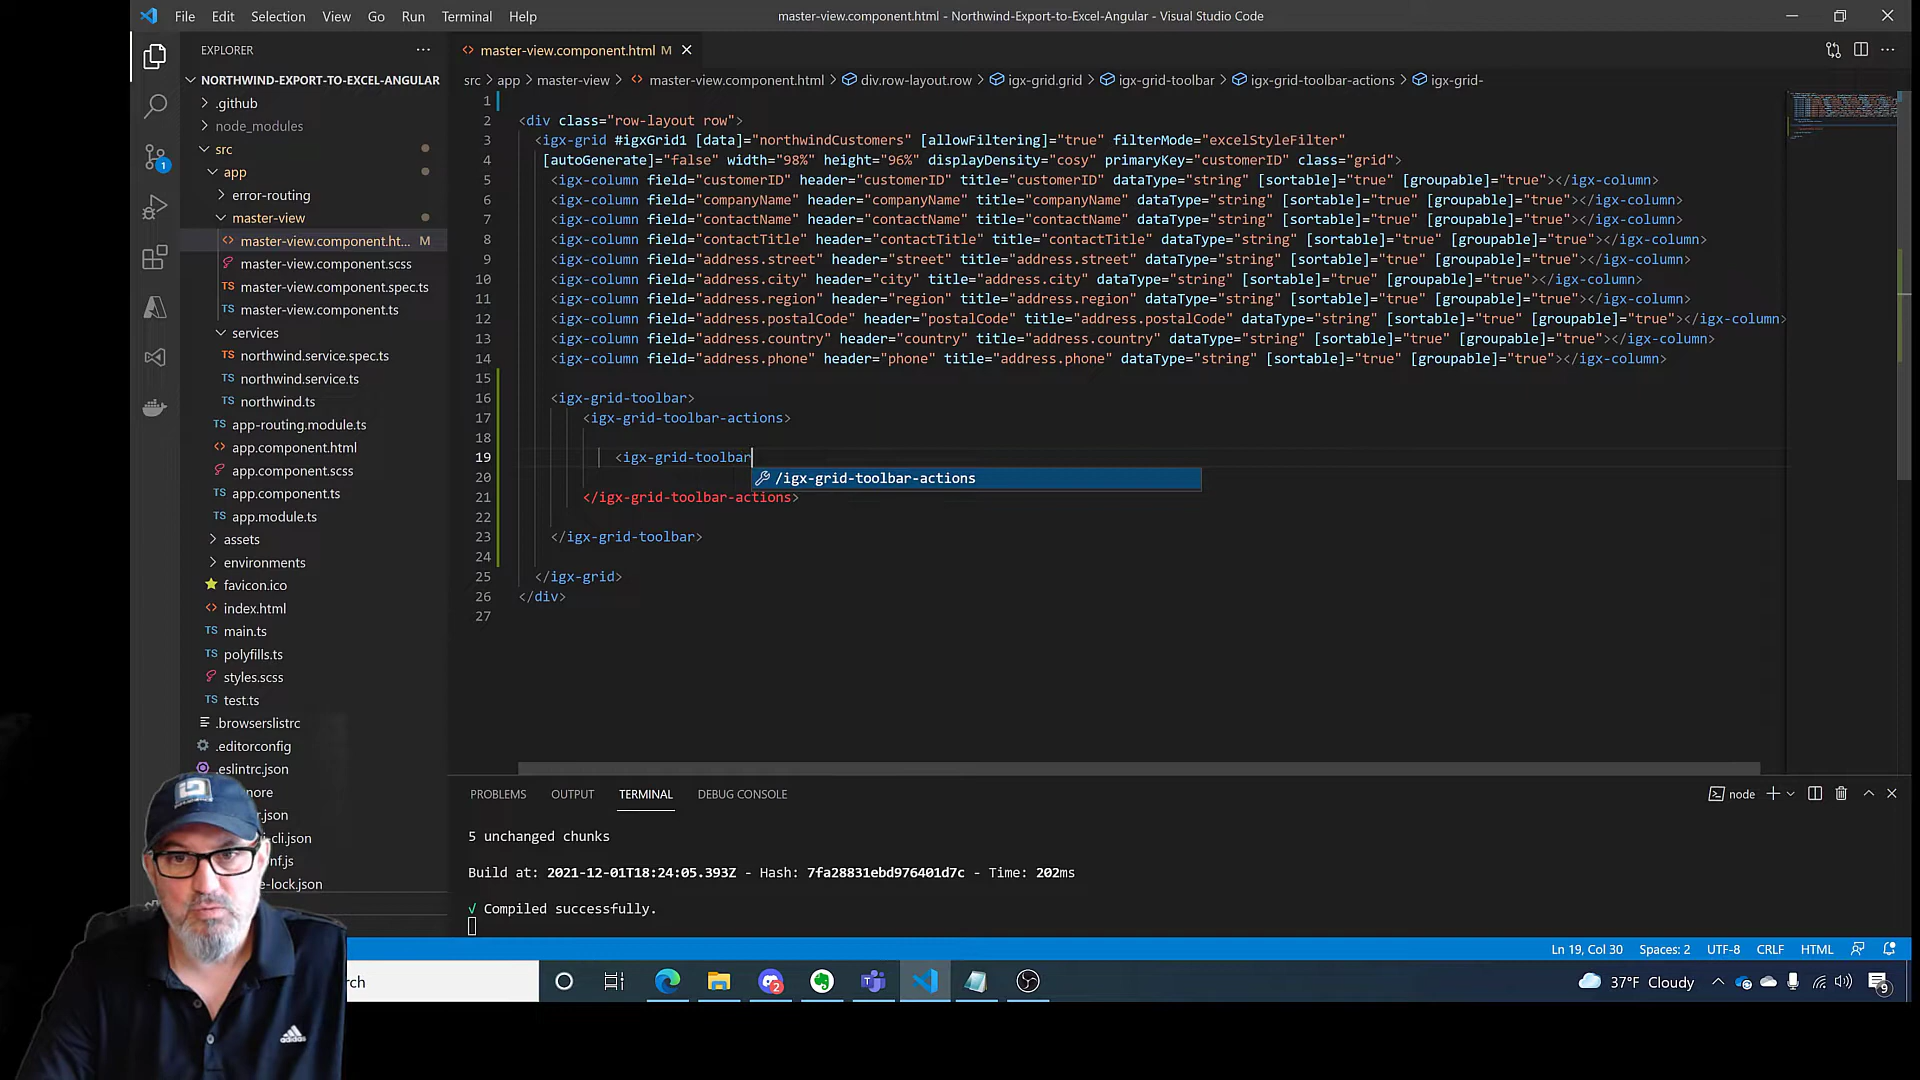 File Edit Selection View Go Run Terminal Help
master-view.component.html - Northwind-Export-to-Excel-Angular - Visual Studio Code
EXPLORER
master-view.component.html M
NORTHWIND-EXPORT-TO-EXCEL-ANGULAR
.github
node_modules
src
app
error-routing
master-view
master-view.component.ht... M
master-view.component.scss
master-view.component.spec.ts
master-view.component.ts
services
TS northwind.service.spec.ts
TS northwind.service.ts
TS northwind.ts
TS app-routing.module.ts
app.component.html
app.component.scss
TS app.component.ts
TS app.module.ts
assets
environments
favicon.ico
index.html
TS main.ts
TS polyfills.ts
styles.scss
TS test.ts
.browserslistrc
.editorconfig
.eslintrc.json
1
src > app > master-view > master-view.component.html > div.row-layout.row > igx-grid.grid > igx-grid-toolbar > igx-grid-toolbar-actions > igx-grid-
1
2 <div class="row-layout row">
3 <igx-grid #igxGrid1 [data]="northwindCustomers" [allowFiltering]="true" filterMode="excelStyleFilter"
4 [autoGenerate]="false" width="98%" height="96%" displayDensity="cosy" primaryKey="customerID" class="grid">
5 <igx-column field="customerID" header="customerID" title="customerID" dataType="string" [sortable]="true" [groupable]="true"></igx-column>
6 <igx-column field="companyName" header="companyName" title="companyName" dataType="string" [sortable]="true" [groupable]="true"></igx-column>
7 <igx-column field="contactName" header="contactName" title="contactName" dataType="string" [sortable]="true" [groupable]="true"></igx-column>
8 <igx-column field="contactTitle" header="contactTitle" title="contactTitle" dataType="string" [sortable]="true" [groupable]="true"></igx-column>
9 <igx-column field="address.street" header="street" title="address.street" dataType="string" [sortable]="true" [groupable]="true"></igx-column>
10 <igx-column field="address.city" header="city" title="address.city" dataType="string" [sortable]="true" [groupable]="true"></igx-column>
11 <igx-column field="address.region" header="region" title="address.region" dataType="string" [sortable]="true" [groupable]="true"></igx-column>
12 <igx-column field="address.postalCode" header="postalCode" title="address.postalCode" dataType="string" [sortable]="true" [groupable]="true"></igx-column>
13 <igx-column field="address.country" header="country" title="address.country" dataType="string" [sortable]="true" [groupable]="true"></igx-column>
14 <igx-column field="address.phone" header="phone" title="address.phone" dataType="string" [sortable]="true" [groupable]="true"></igx-column>
15
16 <igx-grid-toolbar>
17 <igx-grid-toolbar-actions>
18
19 <igx-grid-toolbar
20 /igx-grid-toolbar-actions
21 </igx-grid-toolbar-actions>
22
23 </igx-grid-toolbar>
24
25 </igx-grid>
26 </div>
27
PROBLEMS OUTPUT TERMINAL DEBUG CONSOLE
node
5 unchanged chunks
Build at: 2021-12-01T18:24:05.393Z - Hash: 7fa28831ebd976401d7c - Time: 202ms
√ Compiled successfully.
Ln 19, Col 30 Spaces: 2 UTF-8 CRLF HTML
2
37°F Cloudy
9